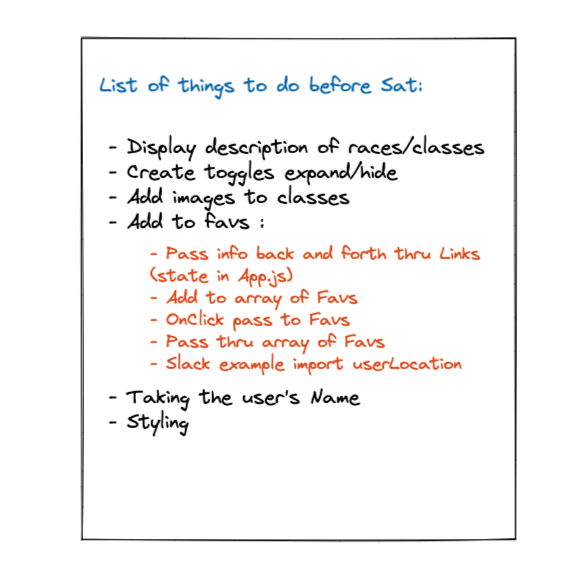 List of things to do before Sat:
- Display description of races/classes
- Create toggles expand/hide
- Add images to classes
- Add to favs :
- Pass info back and forth thru Links
(state in App.js)
- Add to array of Favs
- OnClick pass to Favs
- Pass thru array of Favs
- Slack example import userLocation
- Taking the user's Name
- Styling